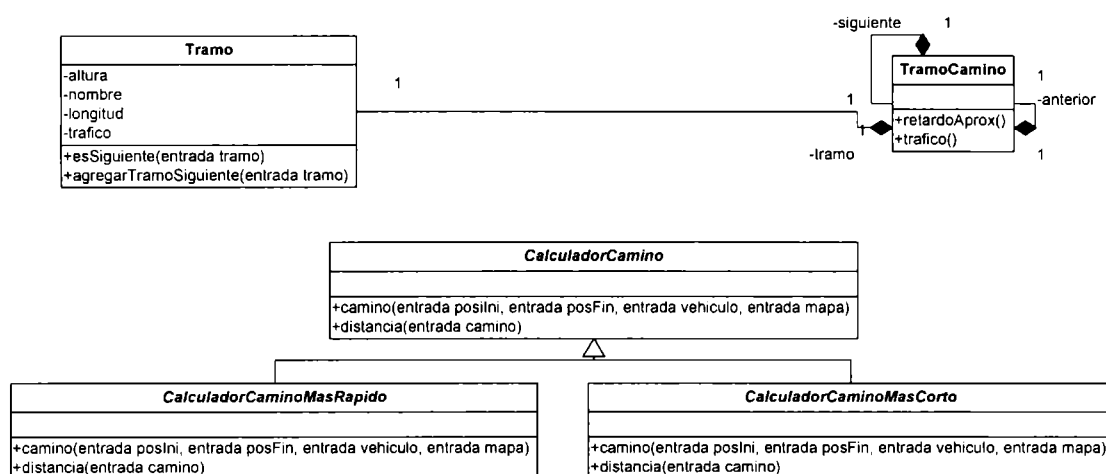 Tramo
-altura
-nombre
-longitud
-trafico
+esSiguiente(entrada tramo)
+agregarTramoSiguiente(entrada tramo)
1
1
1
-tramo
-siguiente 1
TramoCamino
+retardoAprox()
+trafico()
1
-anterior
1
CalculadorCamino
+camino(entrada posIni, entrada posFin, entrada vehiculo, entrada mapa)
+distancia(entrada camino)
CalculadorCaminoMasRapido
+camino(entrada posIni, entrada posFin, entrada vehiculo, entrada mapa)
+distancia(entrada camino)
CalculadorCaminoMasCorto
+camino(entrada posIni, entrada posFin, entrada vehiculo, entrada mapa)
+distancia(entrada camino)